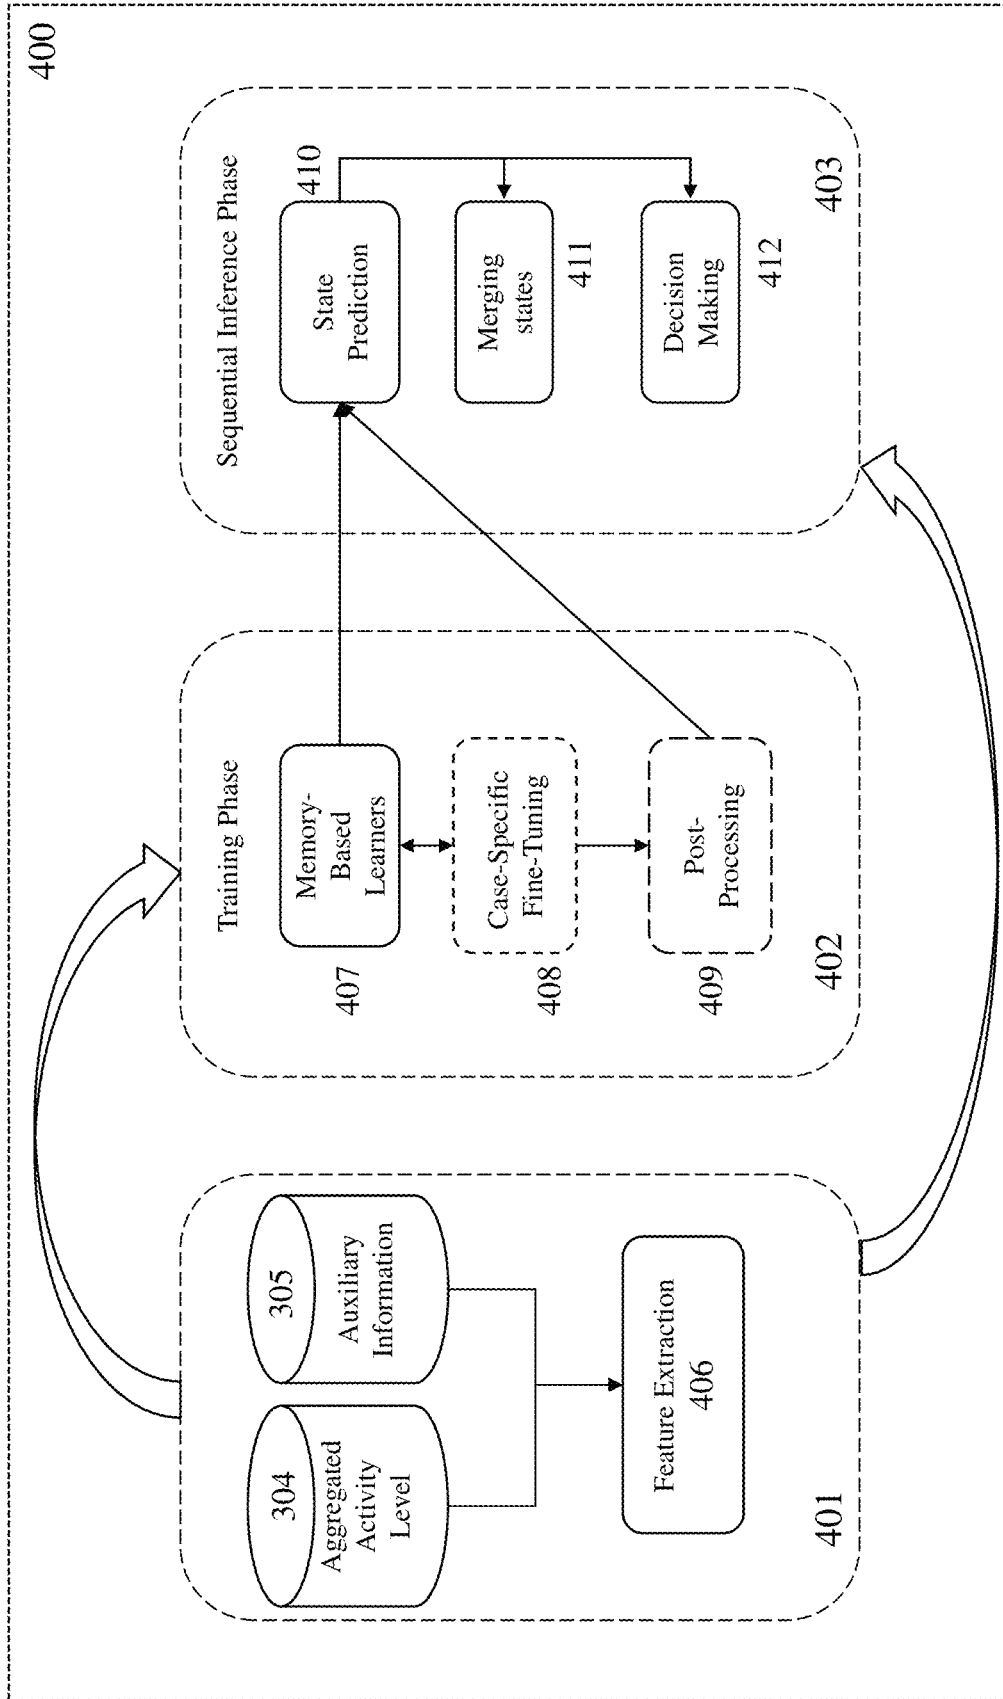 400
304
Aggregated
Activity
Level
305
Auxiliary
Information
Feature Extraction
406
401
Training Phase
407
Memory-
Based
Learners
408
Case-Specific
Fine-Tuning
409
Post-
Processing
402
Sequential Inference Phase
State
Prediction
410
Merging
states
411
Decision
Making
412
403